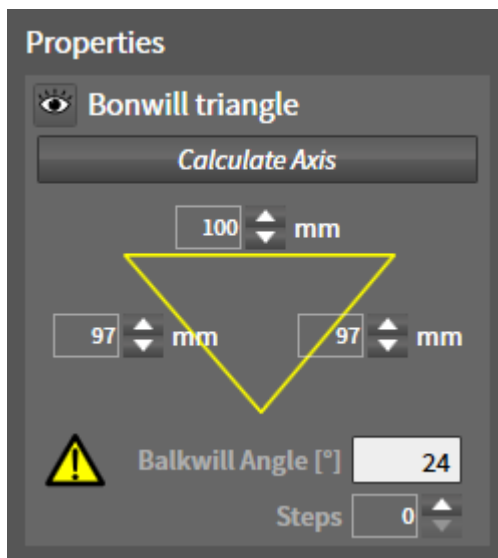 Properties
Bonwill triangle
Calculate Axis
100 mm
97 mm 97 mm
Balkwill Angle [°] 24
Steps 0